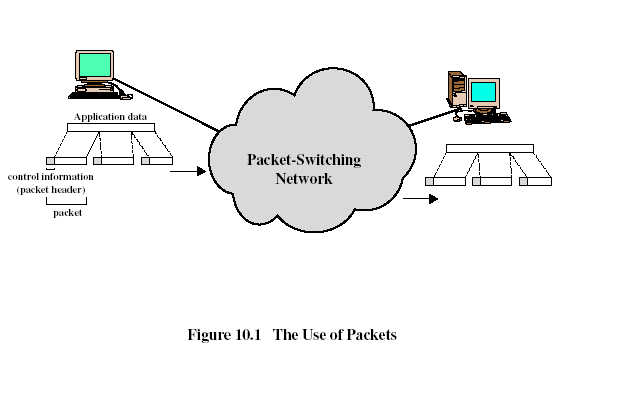 Application data
Packet-Switching
Network
control information
(packet header)
packet
Figure 10.1 The Use of Packets